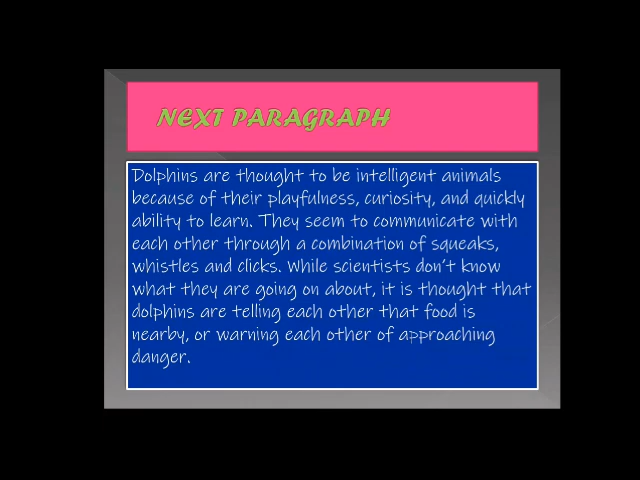 NEXT PARAGRAPH
Dolphins are thought to be intelligent animals
because of their playfulness, curiosity, and quickly
ability to learn. They seem to communicate with
each other through a combination of squeaks,
whistles and clicks. While scientists don't know
what they are going on about, it is thought that
dolphins are telling each other that food is
nearby, or warning each other of approaching
danger.